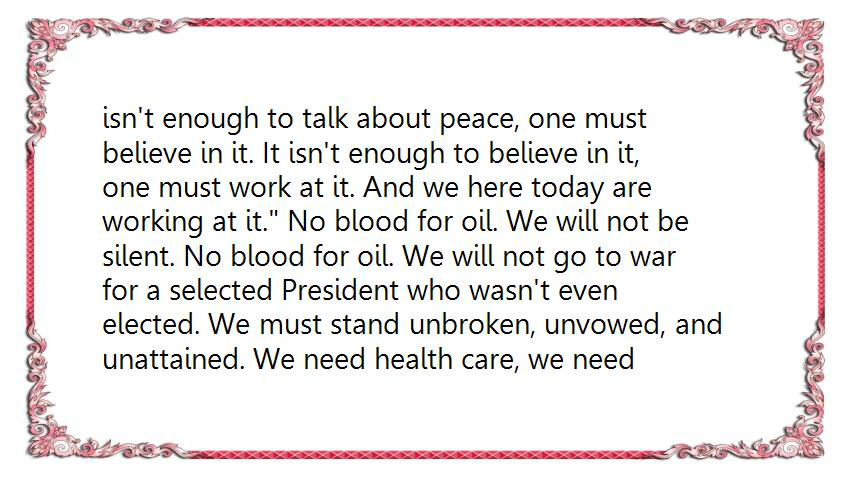 isn't enough to talk about peace, one must
believe in it. It isn't enough to believe in it,
one must work at it. And we here today are
working at it." No blood for oil. We will not be
silent. No blood for oil. We will not go to war
for a selected President who wasn't even
elected. We must stand unbroken, unvowed, and
unattained. We need health care, we need